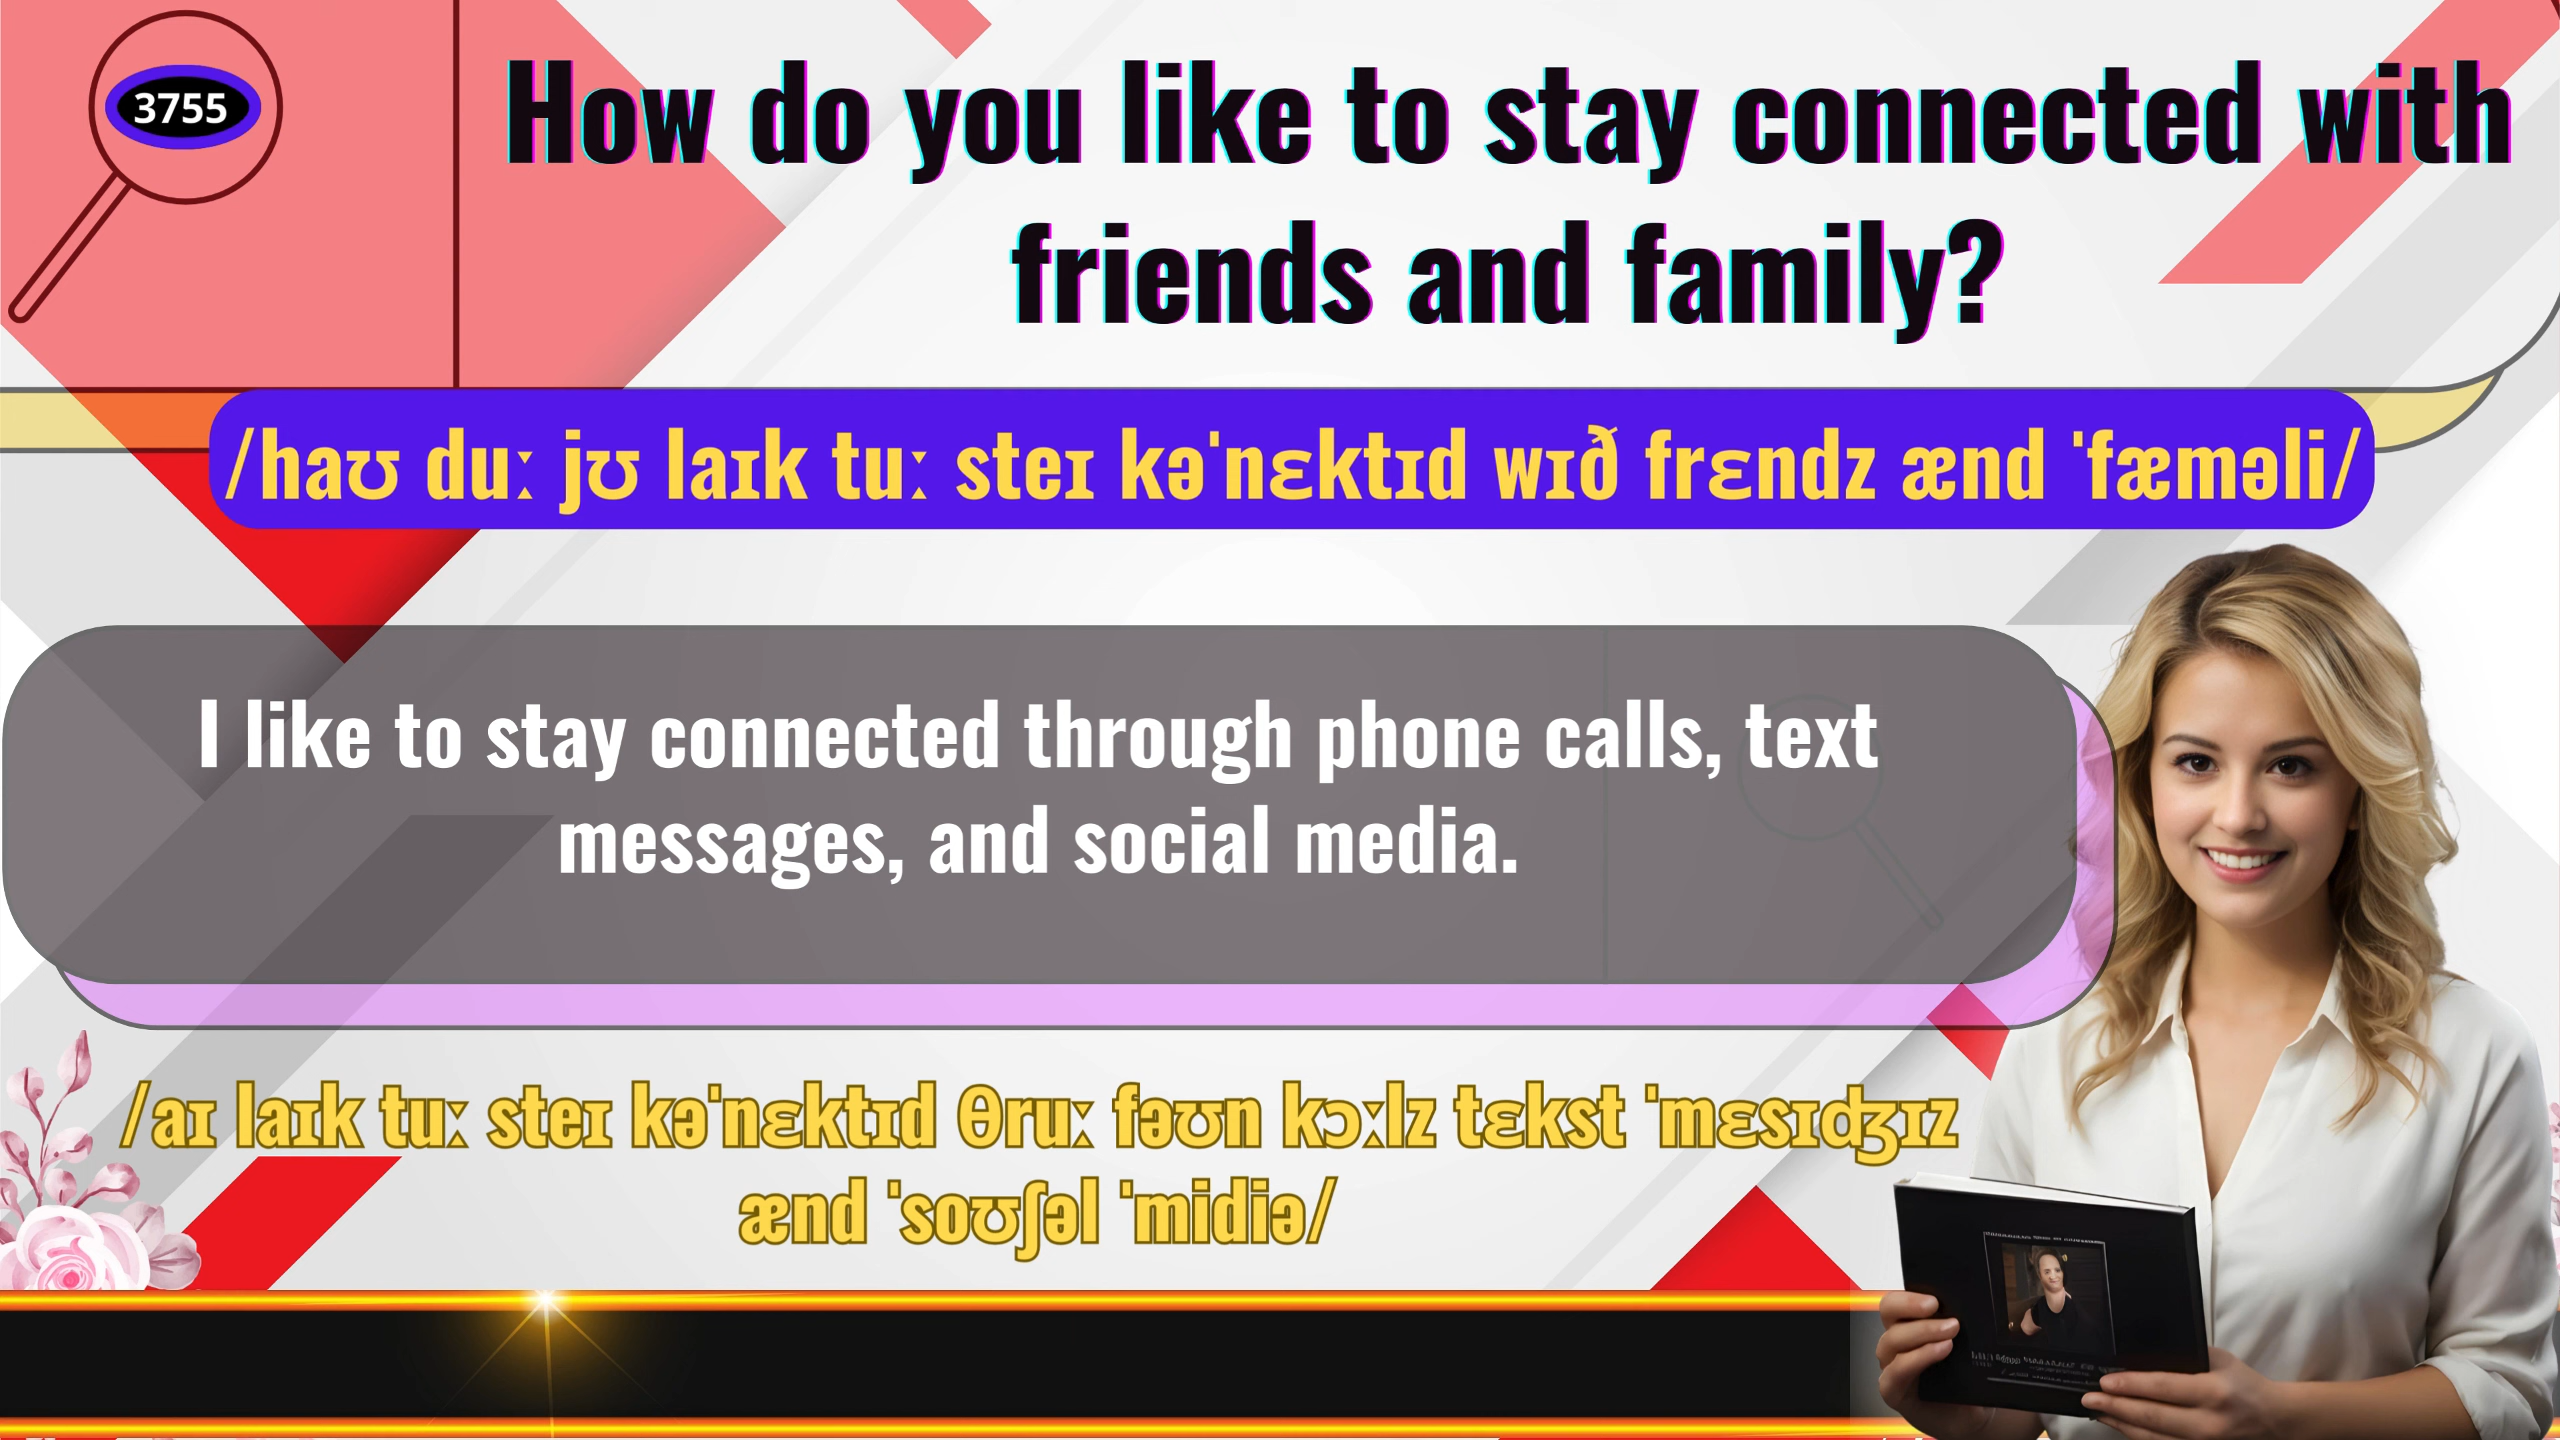 3755
How do you like to stay connected with
friends and family?
/haʊ duː jʊ laɪk tuː steɪ kəˈnɛktɪd wɪð frɛndz ænd ˈfæməli/
I like to stay connected through phone calls, text
messages, and social media.
/aɪ laɪk tuː steɪ kəˈnɛktɪd θruː fəʊn kɔːlz tɛkst ˈmɛsɪʤɪz
ænd ˈsoʊʃəl ˈmidiə/